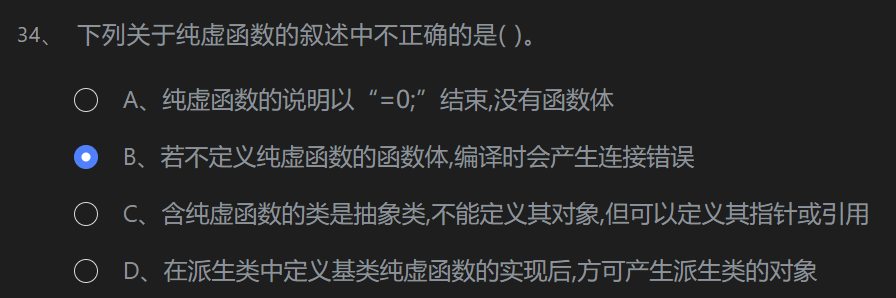 34、 下列关于纯虚函数的叙述中不正确的是( )。
A、纯虚函数的说明以“=0;”结束,没有函数体
B、若不定义纯虚函数的函数体,编译时会产生连接错误
C、含纯虚函数的类是抽象类,不能定义其对象,但可以定义其指针或引用
D、在派生类中定义基类纯虚函数的实现后,方可产生派生类的对象